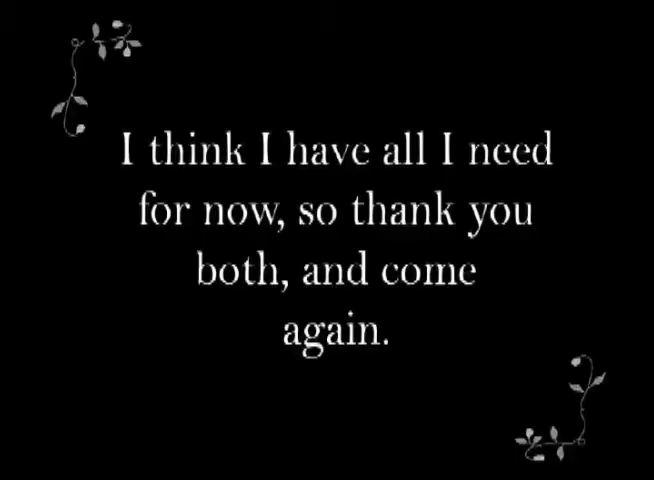 I think I have all I need
for now, so thank you
both, and come
again.